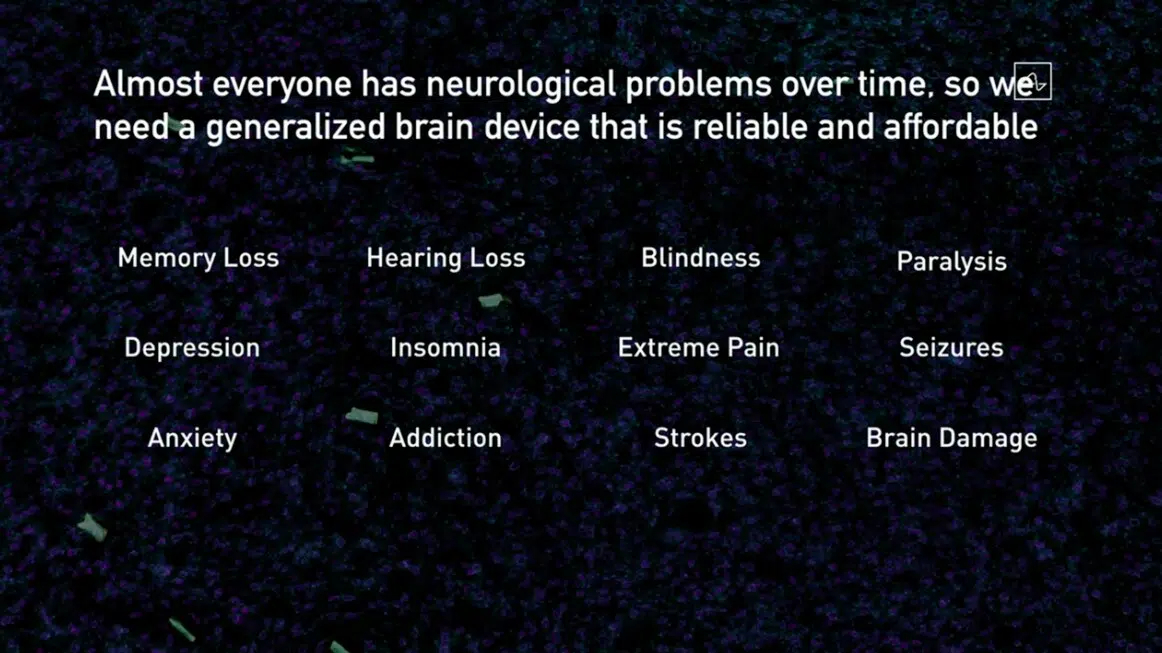 Almost everyone has neurological problems over time, so we
need a generalized brain device that is reliable and affordable
Memory Loss Hearing Loss Blindness Paralysis
Depression Insomnia Extreme Pain Seizures
Anxiety Addiction Strokes Brain Damage